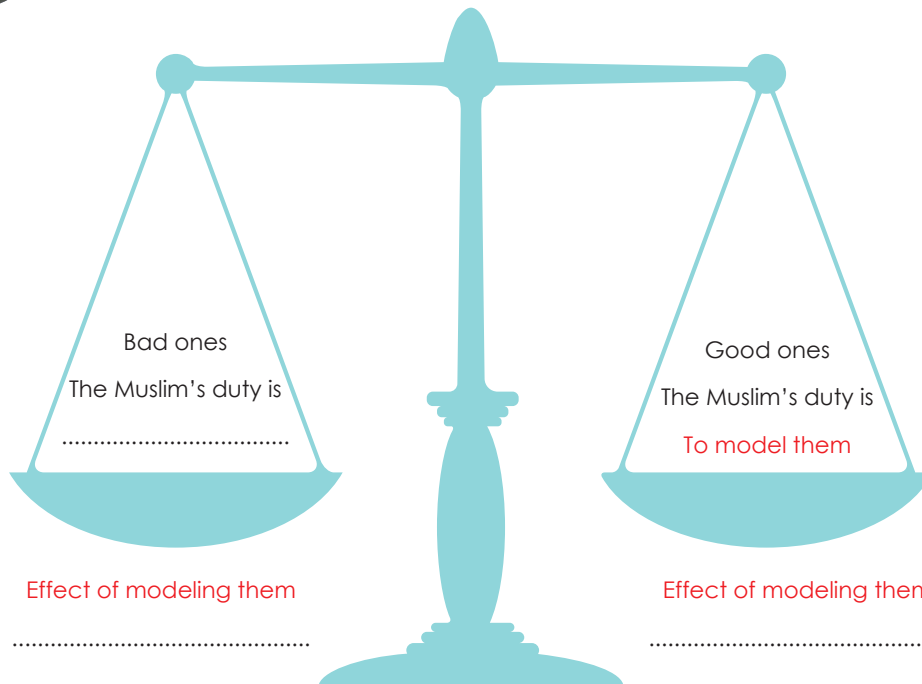 Bad ones
The Muslim's duty is
....................................
Effect of modeling them
...............................................
Good ones
The Muslim's duty is
To model them
Effect of modeling them
...........................................